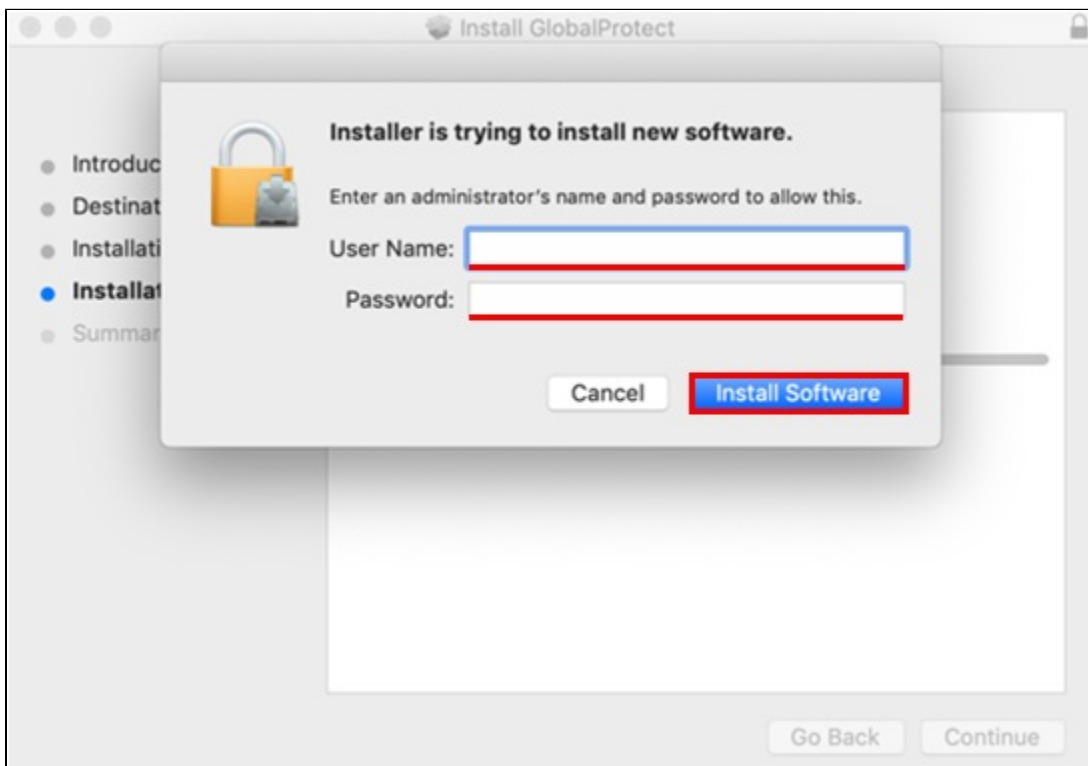 Install GlobalProtect
Installer is trying to install new software.
Enter an administrator's name and password to allow this.
User Name:
Password:
Cancel Install Software
Introduc
Destinat
Installati
Installat
Summar
Go Back Continue